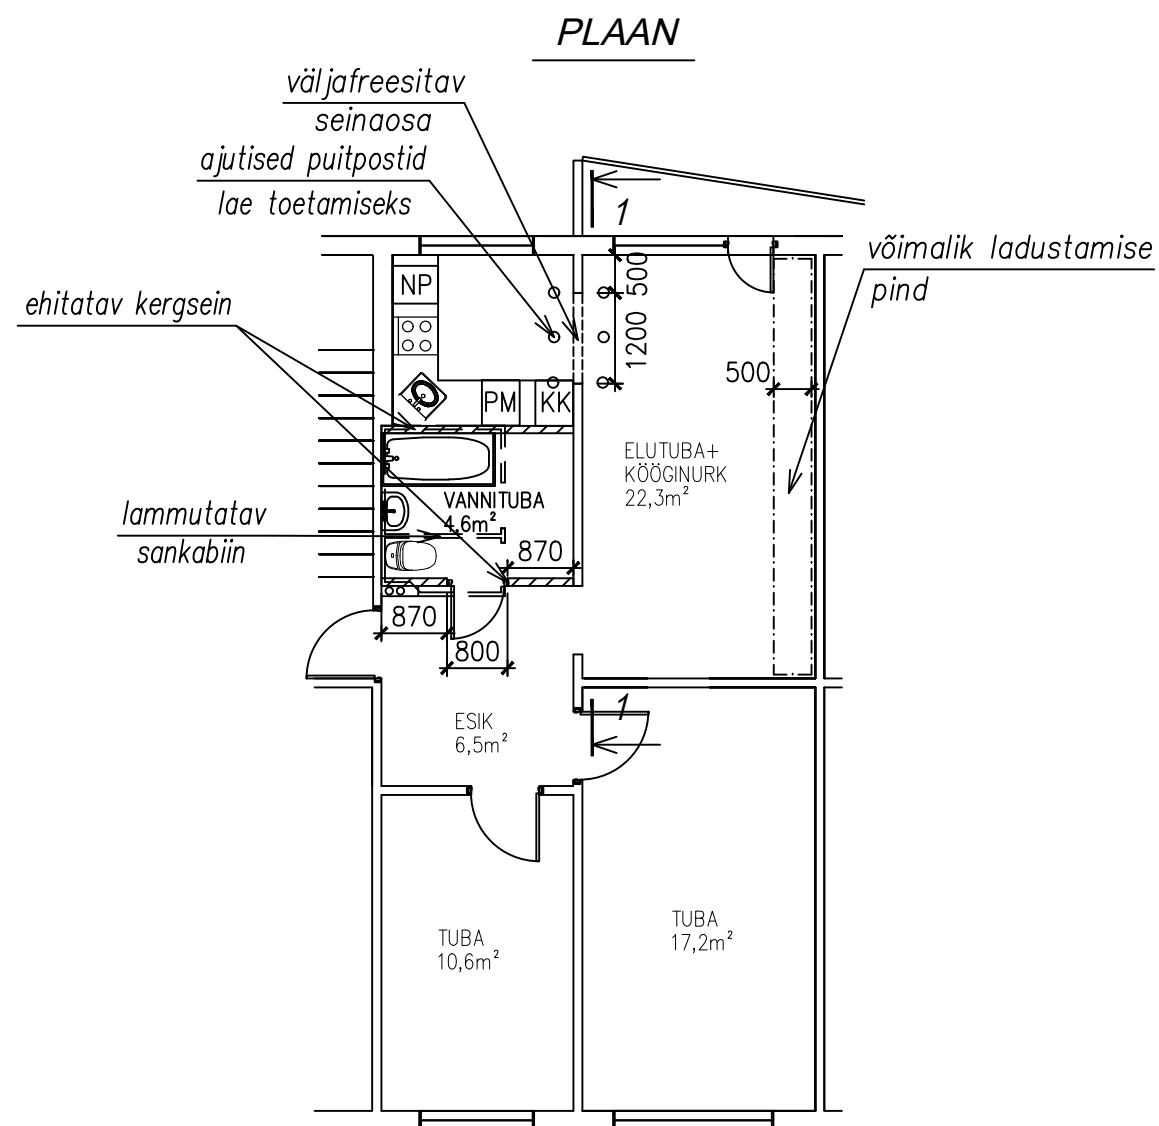 PLAAN
väljafreesitav
seinaosa
ajutised puitpostid
lae toetamiseks
1
võimalik ladustamise
pind
ehitatav kergsein
NP
500
1200
500
PM
KK
ELUTUBA+
KÖÖGINURK
22,3m²
VANNITUBA
4,6m²
lammutatav
sankabiin
870
870
800
1
ESIK
6,5m²
TUBA
17,2m²
TUBA
10,6m²